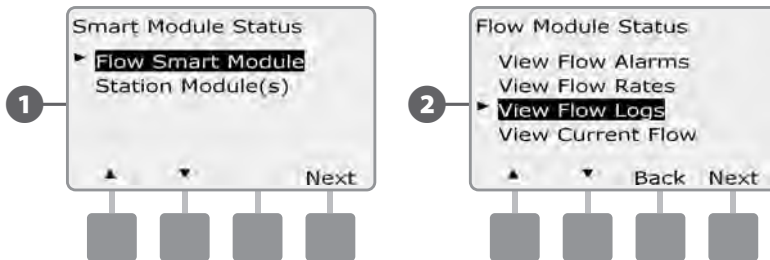 1
Smart Module Status
► Flow Smart Module
Station Module(s)
▲ ▼ Next
2
Flow Module Status
View Flow Alarms
View Flow Rates
► View Flow Logs
View Current Flow
▲ ▼ Back Next